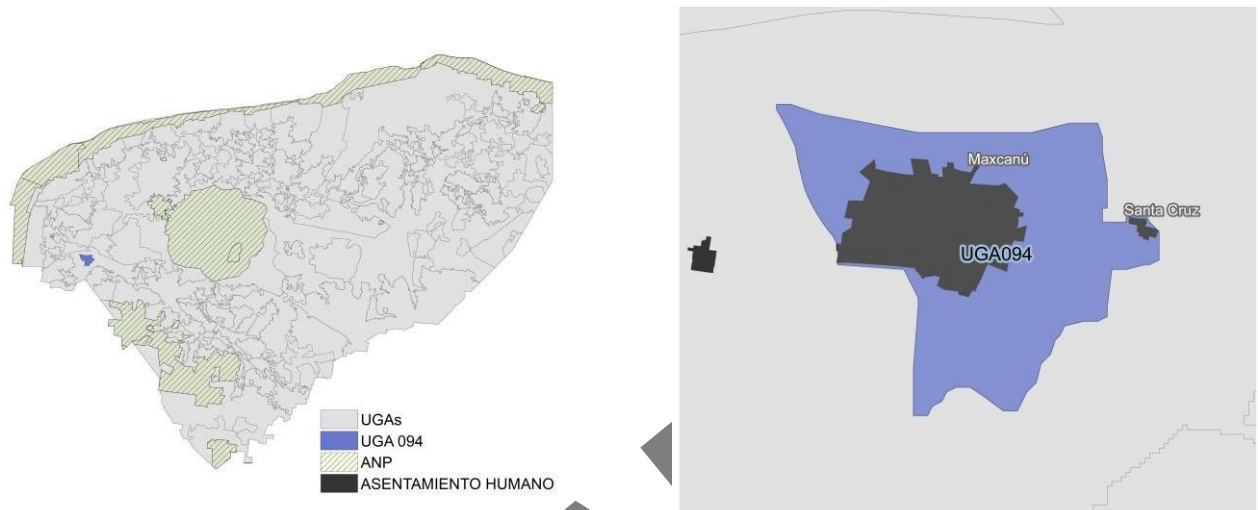 UGAs
UGA 094
ANP
ASENTAMIENTO HUMANO
Maxcanú
Santa Cruz
UGA094